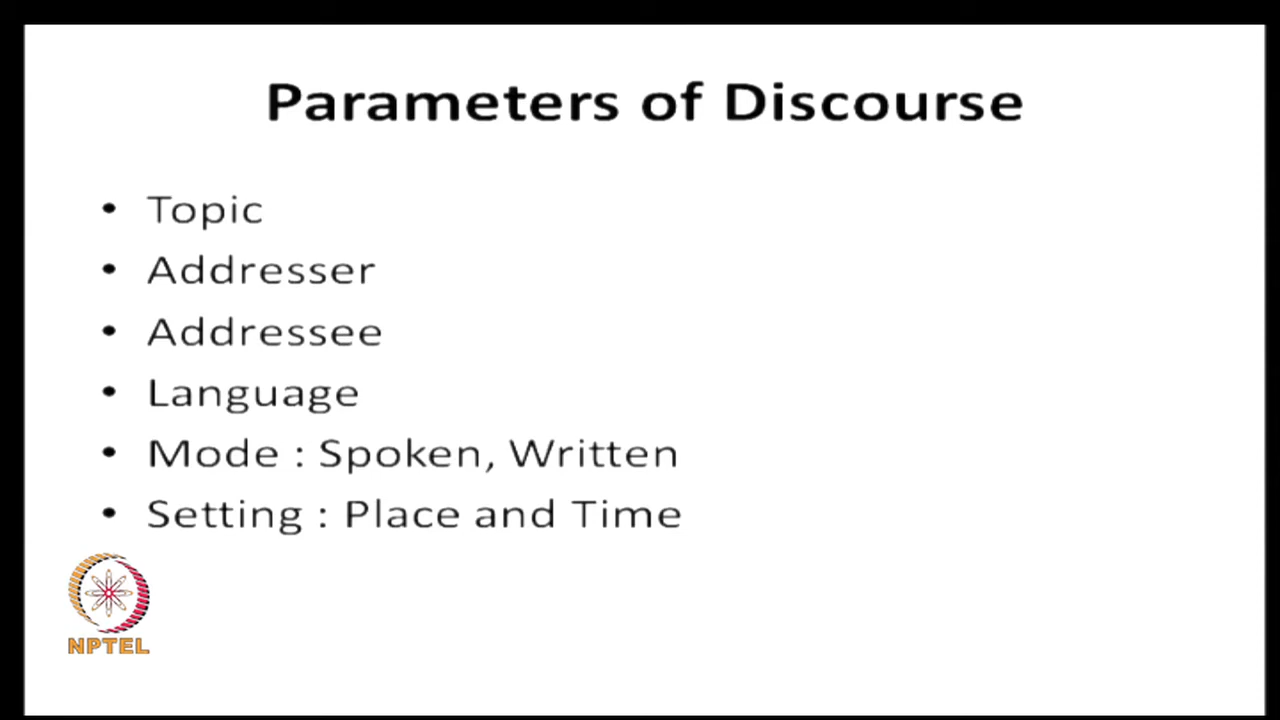 Parameters of Discourse
• Topic
• Addresser
• Addressee
• Language
• Mode : Spoken, Written
• Setting : Place and Time
NPTEL